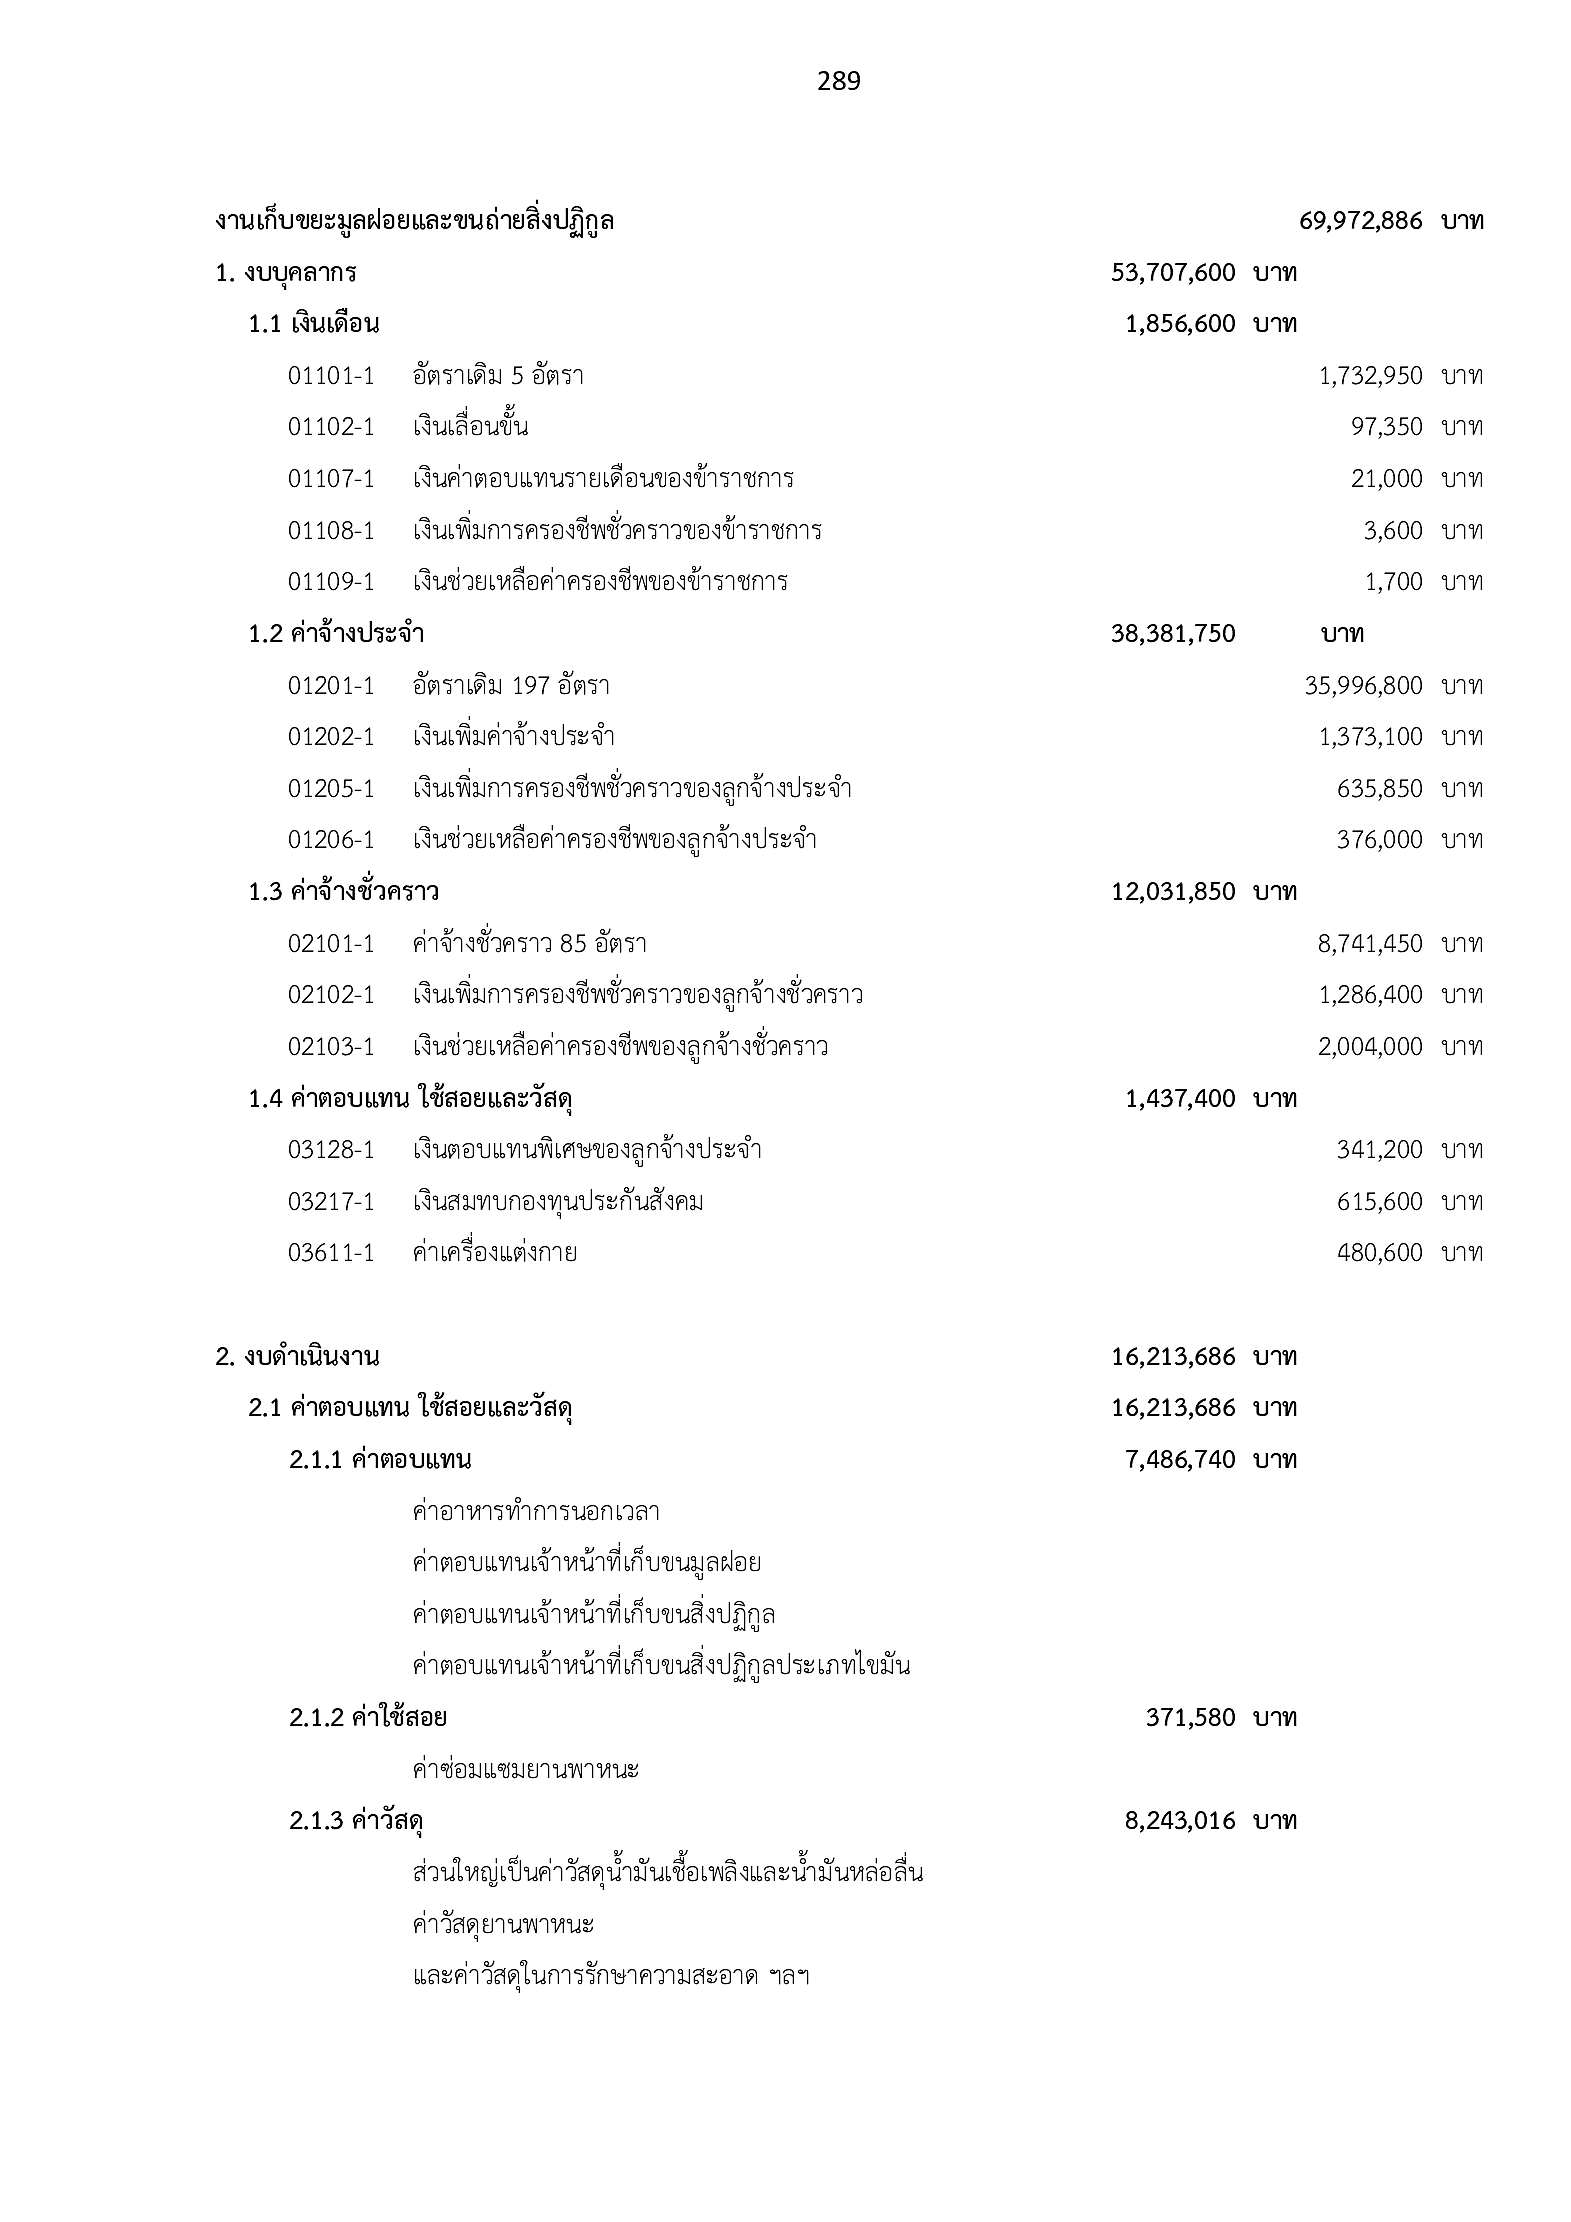 289
งานเก็บขยะมูลฝอยและขนถ่ายสิ่งปฏิกูล 69,972,886 บาท
1. งบบุคลากร 53,707,600 บาท
1.1 เงินเดือน 1,856,600 บาท
01101-1 อัตราเดิม 5 อัตรา 1,732,950 บาท
01102-1 เงินเลื่อนขั้น 97,350 บาท
01107-1 เงินค่าตอบแทนรายเดือนของข้าราชการ 21,000 บาท
01108-1 เงินเพิ่มการครองชีพชั่วคราวของข้าราชการ 3,600 บาท
01109-1 เงินช่วยเหลือค่าครองชีพของข้าราชการ 1,700 บาท
1.2 ค่าจ้างประจำ 38,381,750 บาท
01201-1 อัตราเดิม 197 อัตรา 35,996,800 บาท
01202-1 เงินเพิ่มค่าจ้างประจำ 1,373,100 บาท
01205-1 เงินเพิ่มการครองชีพชั่วคราวของลูกจ้างประจำ 635,850 บาท
01206-1 เงินช่วยเหลือค่าครองชีพของลูกจ้างประจำ 376,000 บาท
1.3 ค่าจ้างชั่วคราว 12,031,850 บาท
02101-1 ค่าจ้างชั่วคราว 85 อัตรา 8,741,450 บาท
02102-1 เงินเพิ่มการครองชีพชั่วคราวของลูกจ้างชั่วคราว 1,286,400 บาท
02103-1 เงินช่วยเหลือค่าครองชีพของลูกจ้างชั่วคราว 2,004,000 บาท
1.4 ค่าตอบแทน ใช้สอยและวัสดุ 1,437,400 บาท
03128-1 เงินตอบแทนพิเศษของลูกจ้างประจำ 341,200 บาท
03217-1 เงินสมทบกองทุนประกันสังคม 615,600 บาท
03611-1 ค่าเครื่องแต่งกาย 480,600 บาท
2. งบดำเนินงาน 16,213,686 บาท
2.1 ค่าตอบแทน ใช้สอยและวัสดุ 16,213,686 บาท
2.1.1 ค่าตอบแทน 7,486,740 บาท
ค่าอาหารทำการนอกเวลา
ค่าตอบแทนเจ้าหน้าที่เก็บขนมูลฝอย
ค่าตอบแทนเจ้าหน้าที่เก็บขนสิ่งปฏิกูล
ค่าตอบแทนเจ้าหน้าที่เก็บขนสิ่งปฏิกูลประเภทไขมัน
2.1.2 ค่าใช้สอย 371,580 บาท
ค่าซ่อมแซมยานพาหนะ
2.1.3 ค่าวัสดุ 8,243,016 บาท
ส่วนใหญ่เป็นค่าวัสดุน้ำมันเชื้อเพลิงและน้ำมันหล่อลื่น
ค่าวัสดุยานพาหนะ
และค่าวัสดุในการรักษาความสะอาด ฯลฯ